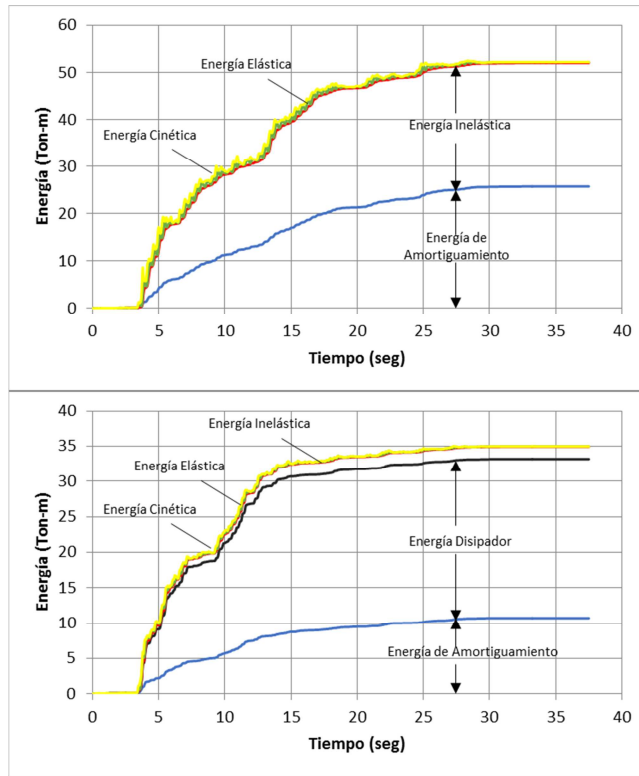 60
50
40
30
20
10
0
Energía (Ton-m)
Energía Elástica
Energía Cinética
Energía Inelástica
Energía de
Amortiguamiento
0 5 10 15 20 25 30 35 40
Tiempo (seg)
40
35
30
25
20
15
10
5
0
Energía (Ton-m)
Energía Inelástica
Energía Elástica
Energía Cinética
Energía Disipador
Energía de Amortiguamiento
0 5 10 15 20 25 30 35 40
Tiempo (seg)